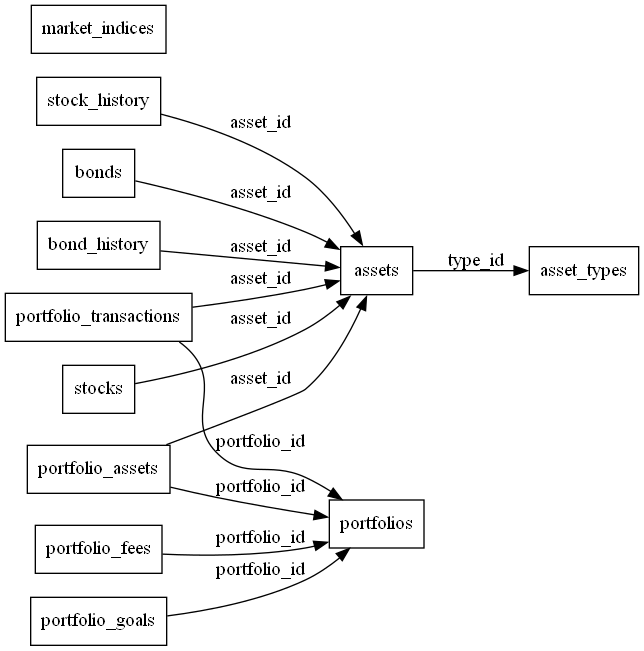 market_indices
stock_history
asset_id
bonds
asset_id
bond_history
asset_id
assets
type_id
asset_types
portfolio_transactions
asset_id
asset_id
stocks
asset_id
portfolio_id
portfolio_assets
portfolio_id
portfolios
portfolio_fees
portfolio_id
portfolio_id
portfolio_goals